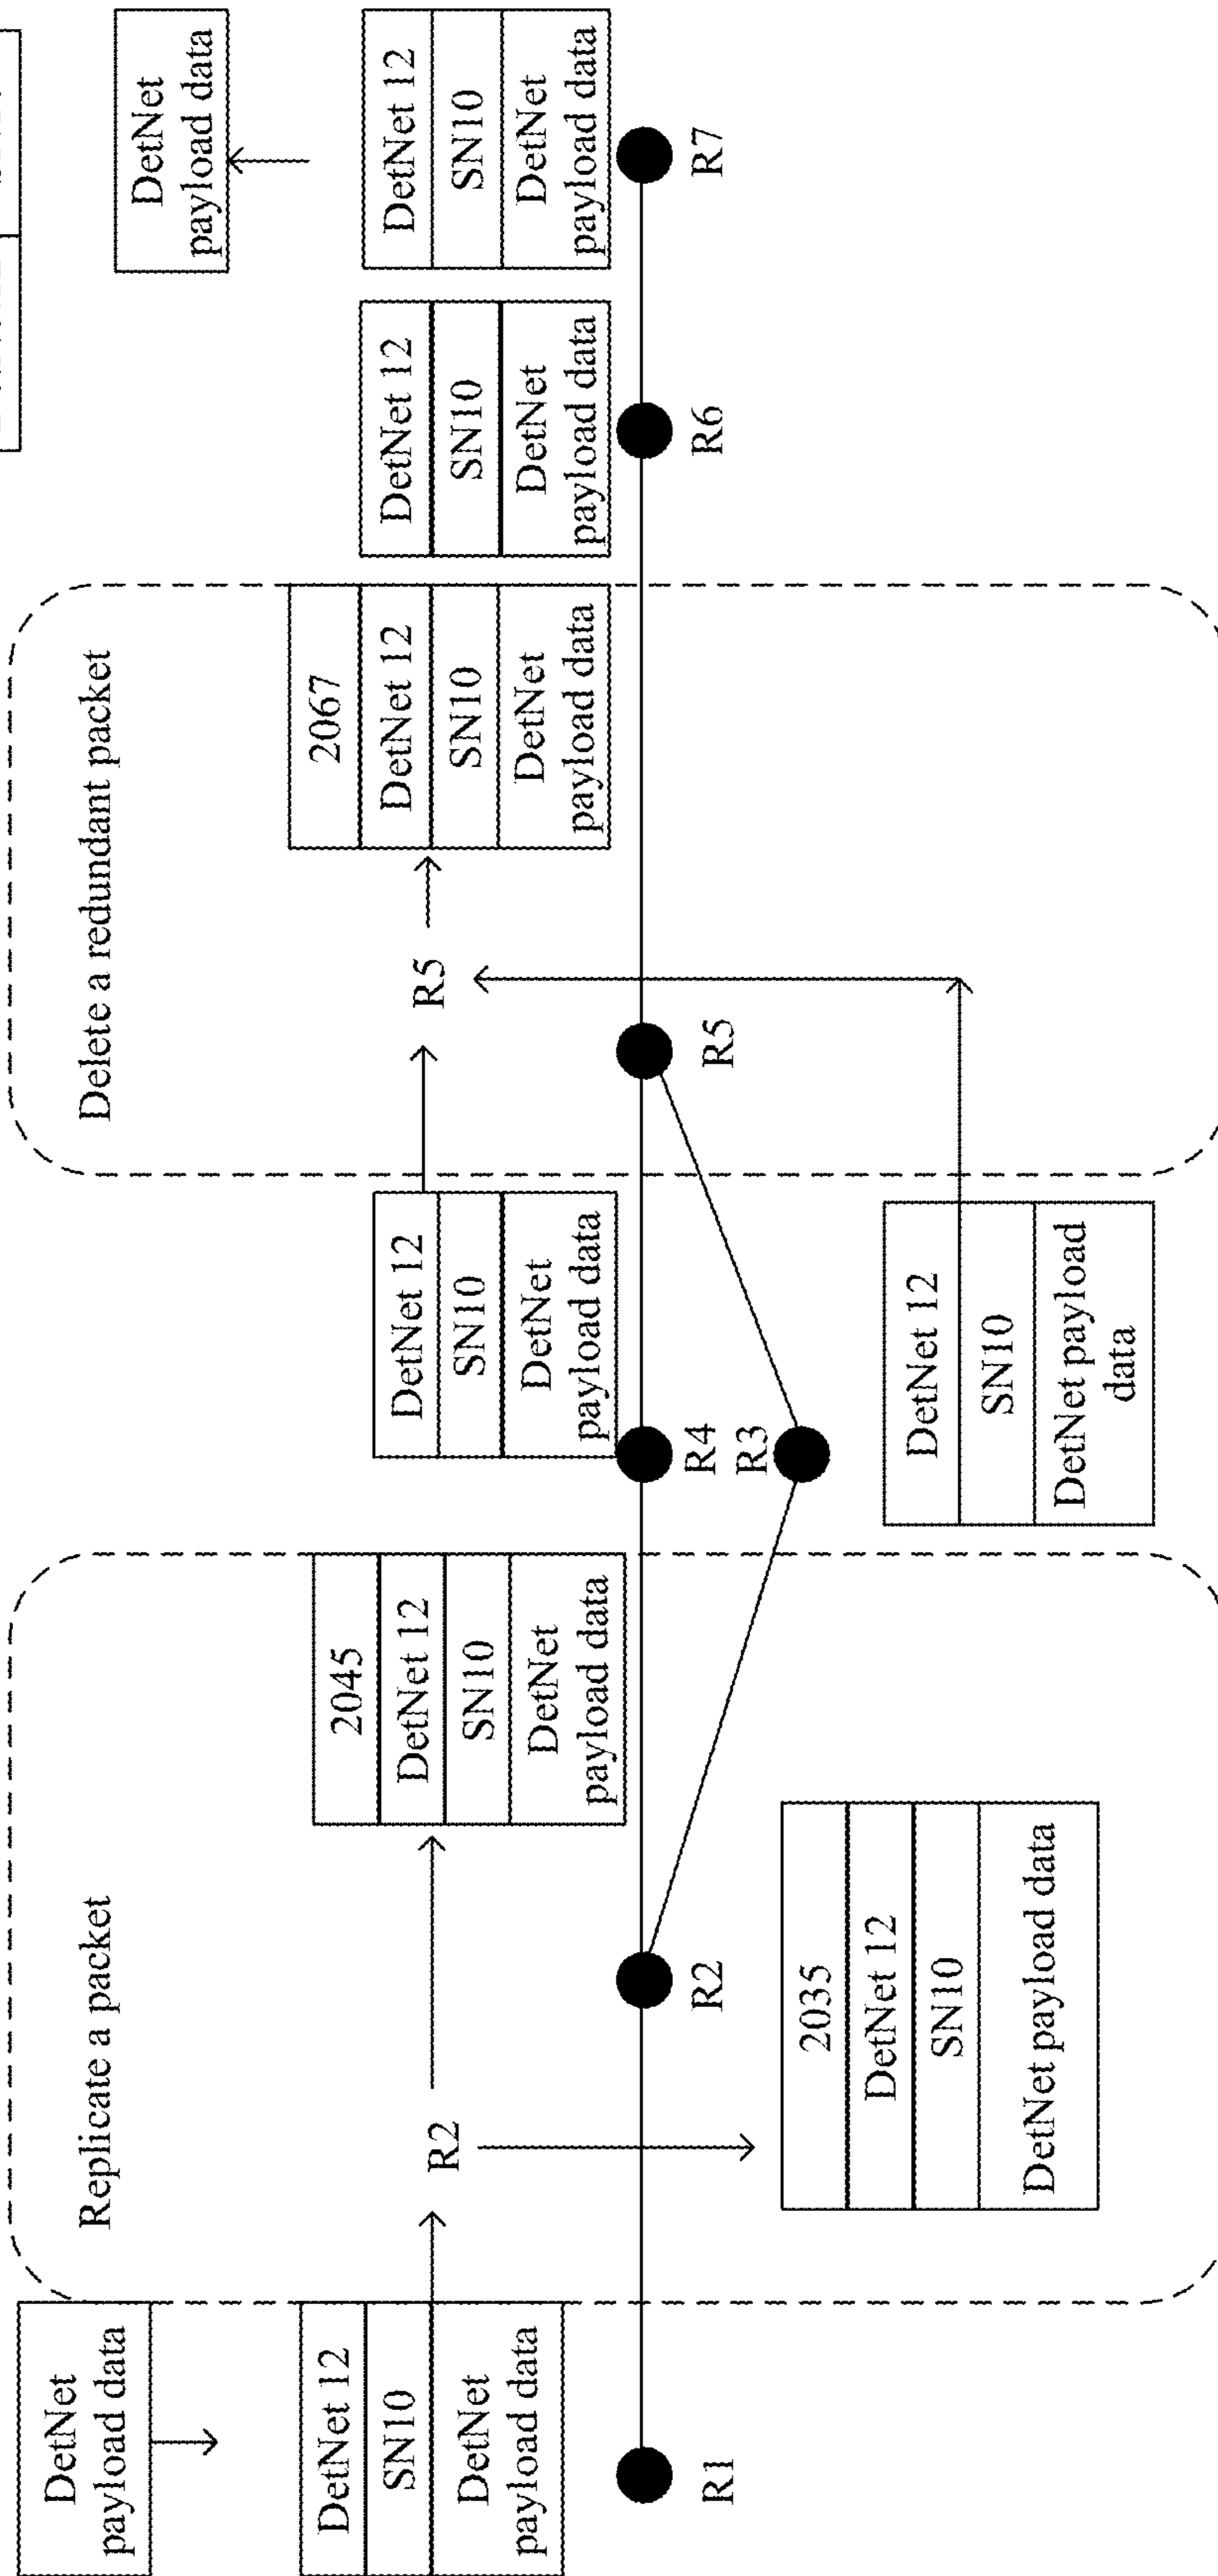 DetNet
payload data
DetNet 12
SN10
DetNet
payload data
R1
Replicate a packet
R2
2045
DetNet 12
SN10
DetNet
payload data
R2
2035
DetNet 12
SN10
DetNet payload data
DetNet 12
SN10
DetNet
payload data
R4
R3
DetNet 12
SN10
DetNet payload
data
Delete a redundant packet
R5
2067
DetNet 12
SN10
DetNet
payload data
R5
DetNet 12
SN10
DetNet
payload data
R6
DetNet
payload data
DetNet 12
SN10
DetNet
payload data
R7